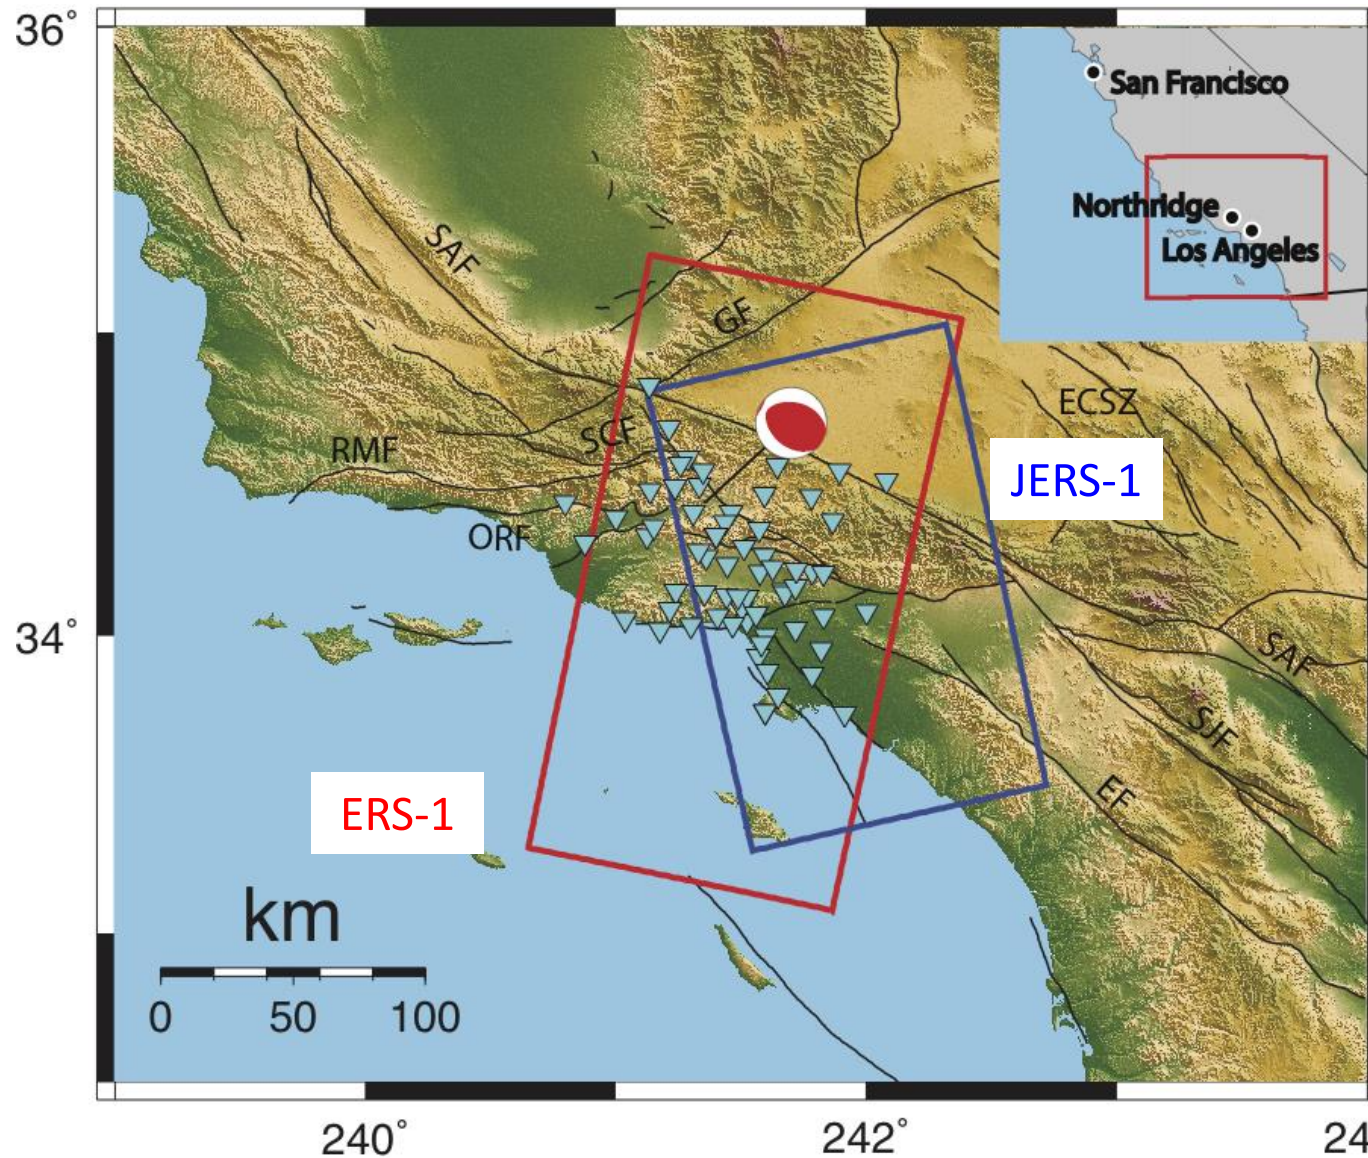 36°
San Francisco
Northridge
Los Angeles
SAF
GF
ECSZ
SCF
RMF
JERS-1
ORF
34°
SAF
SJF
EF
ERS-1
km
0 50 100
240° 242° 24